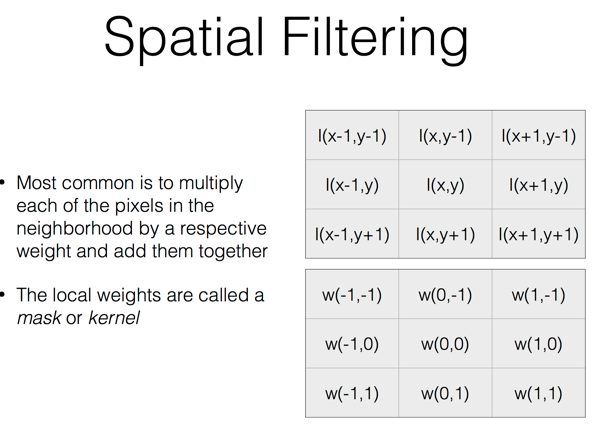 Spatial Filtering
• Most common is to multiply
each of the pixels in the
neighborhood by a respective
weight and add them together
• The local weights are called a
mask or kernel
I(x-1,y-1) I(x,y-1) I(x+1,y-1)
I(x-1,y) I(x,y) I(x+1,y)
I(x-1,y+1) I(x,y+1) I(x+1,y+1)
w(-1,-1) w(0,-1) w(1,-1)
w(-1,0) w(0,0) w(1,0)
w(-1,1) w(0,1) w(1,1)